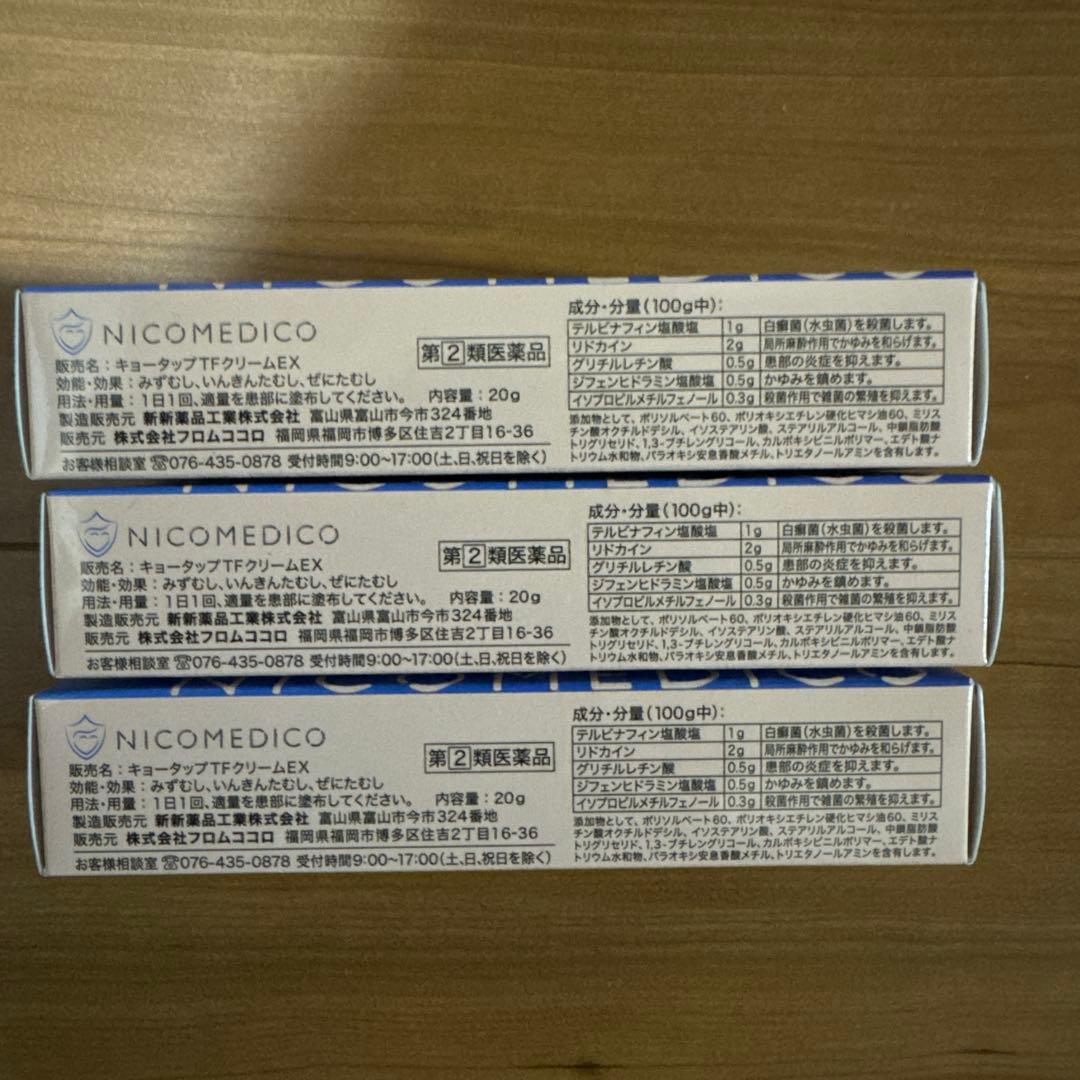 NICOMEDICO
第②類医薬品
販売名:キョータップTFクリームEX
効能・効果:みずむし、いんきんたむし、ぜにたむし
用法・用量:1日1回、適量を患部に塗布してください。 内容量:20g
製造販売元 新新薬品工業株式会社 富山県富山市今市324番地
販売元 株式会社フロムココロ 福岡県福岡市博多区住吉2丁目16-36
お客様相談室☎076-435-0878 受付時間9:00~17:00(土、日、祝日を除く)
成分・分量(100g中):
テルビナフィン塩酸塩 1g 白癬菌(水虫菌)を殺菌します。
リドカイン 2g 局所麻酔作用でかゆみを和らげます。
グリチルレチン酸 0.5g 患部の炎症を抑えます。
ジフェンヒドラミン塩酸塩 0.5g かゆみを鎮めます。
イソプロピルメチルフェノール 0.3g 殺菌作用で雑菌の繁殖を抑えます。
添加物として、ポリソルベート60、ポリオキシエチレン硬化ヒマシ油60、ミリス
チン酸オクチルドデシル、イソステアリン酸、ステアリルアルコール、中鎖脂肪酸
トリグリセリド、1,3-ブチレングリコール、カルボキシビニルポリマー、エデト酸ナ
トリウム水和物、パラオキシ安息香酸メチル、トリエタノールアミンを含有します。
NICOMEDICO
NICOMEDICO
第②類医薬品
販売名:キョータップTFクリームEX
効能・効果:みずむし、いんきんたむし、ぜにたむし
用法・用量:1日1回、適量を患部に塗布してください。 内容量:20g
製造販売元 新新薬品工業株式会社 富山県富山市今市324番地
販売元 株式会社フロムココロ 福岡県福岡市博多区住吉2丁目16-36
お客様相談室☎076-435-0878 受付時間9:00~17:00(土、日、祝日を除く)
成分・分量(100g中):
テルビナフィン塩酸塩 1g 白癬菌(水虫菌)を殺菌します。
リドカイン 2g 局所麻酔作用でかゆみを和らげます。
グリチルレチン酸 0.5g 患部の炎症を抑えます。
ジフェンヒドラミン塩酸塩 0.5g かゆみを鎮めます。
イソプロピルメチルフェノール 0.3g 殺菌作用で雑菌の繁殖を抑えます。
添加物として、ポリソルベート60、ポリオキシエチレン硬化ヒマシ油60、ミリス
チン酸オクチルドデシル、イソステアリン酸、ステアリルアルコール、中鎖脂肪酸
トリグリセリド、1,3-ブチレングリコール、カルボキシビニルポリマー、エデト酸ナ
トリウム水和物、パラオキシ安息香酸メチル、トリエタノールアミンを含有します。
NICOMEDICO
NICOMEDICO
第②類医薬品
販売名:キョータップTFクリームEX
効能・効果:みずむし、いんきんたむし、ぜにたむし
用法・用量:1日1回、適量を患部に塗布してください。 内容量:20g
製造販売元 新新薬品工業株式会社 富山県富山市今市324番地
販売元 株式会社フロムココロ 福岡県福岡市博多区住吉2丁目16-36
お客様相談室☎076-435-0878 受付時間9:00~17:00(土、日、祝日を除く)
成分・分量(100g中):
テルビナフィン塩酸塩 1g 白癬菌(水虫菌)を殺菌します。
リドカイン 2g 局所麻酔作用でかゆみを和らげます。
グリチルレチン酸 0.5g 患部の炎症を抑えます。
ジフェンヒドラミン塩酸塩 0.5g かゆみを鎮めます。
イソプロピルメチルフェノール 0.3g 殺菌作用で雑菌の繁殖を抑えます。
添加物として、ポリソルベート60、ポリオキシエチレン硬化ヒマシ油60、ミリス
チン酸オクチルドデシル、イソステアリン酸、ステアリルアルコール、中鎖脂肪酸
トリグリセリド、1,3-ブチレングリコール、カルボキシビニルポリマー、エデト酸ナ
トリウム水和物、パラオキシ安息香酸メチル、トリエタノールアミンを含有します。